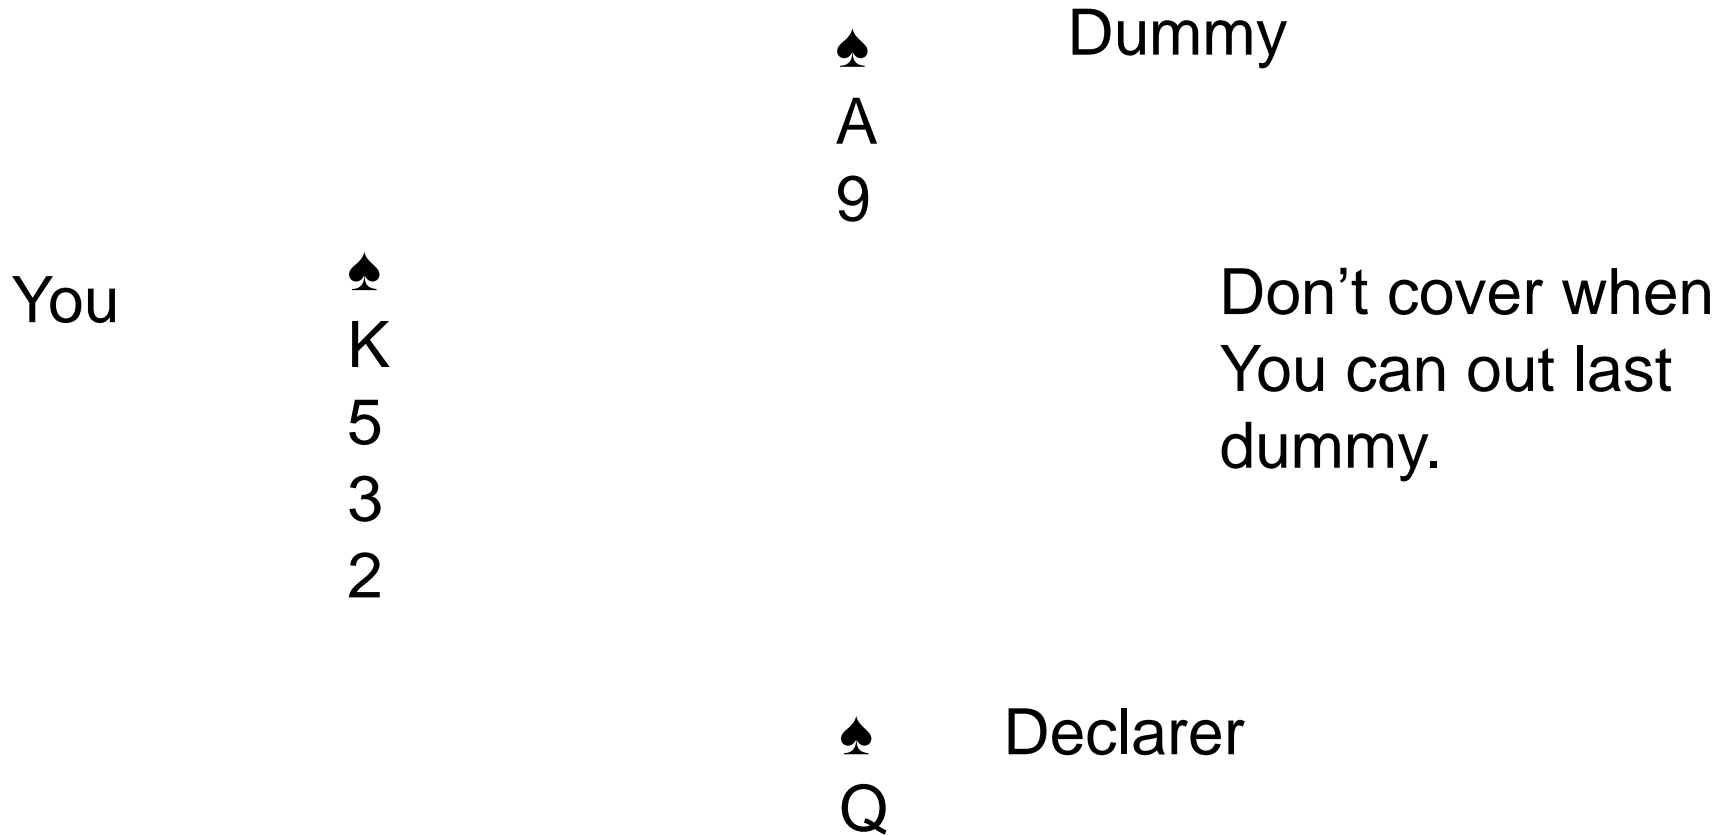 Dummy
♠
A
9
You
♠
K
5
3
2
Don’t cover when
You can out last
dummy.
♠
Q
Declarer